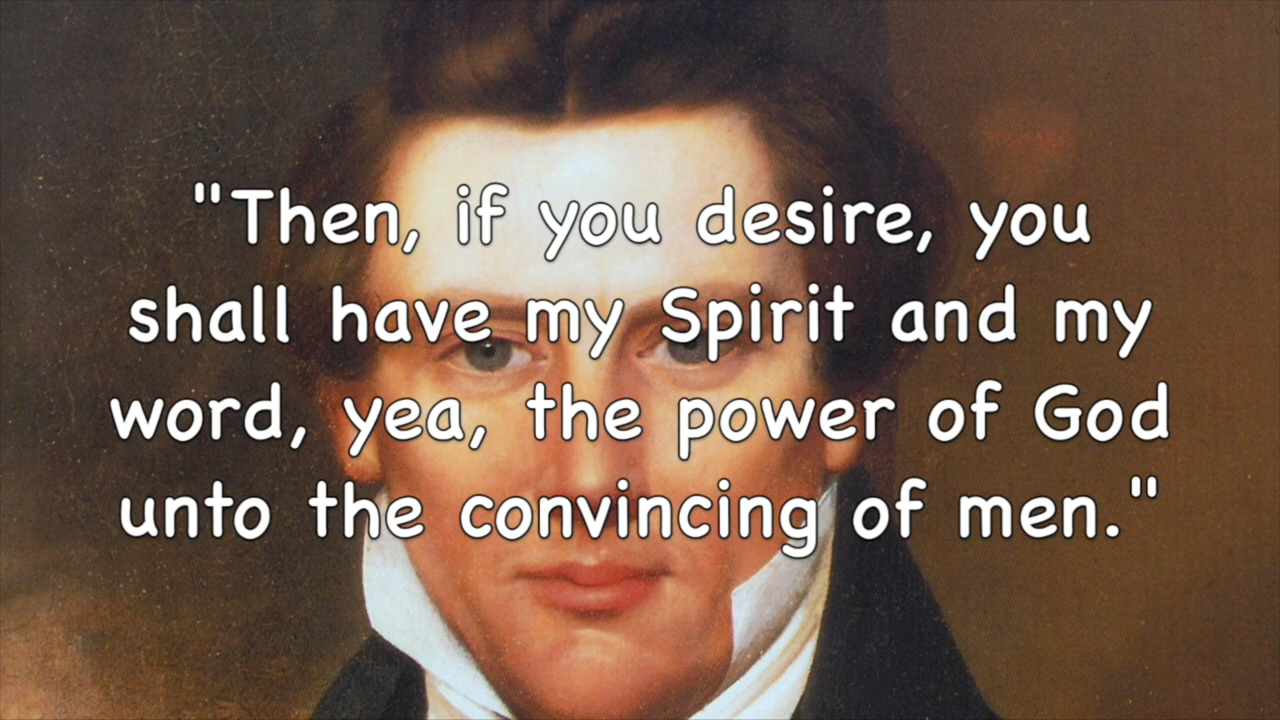 "Then, if you desire, you
shall have my Spirit and my
word, yea, the power of God
unto the convincing of men."